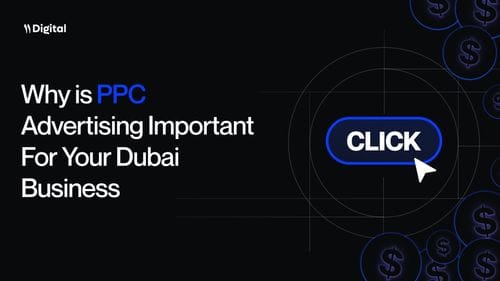 Digital
Why is PPC
Advertising Important
For Your Dubai
Business
CLICK
$
$
$
$
$
$